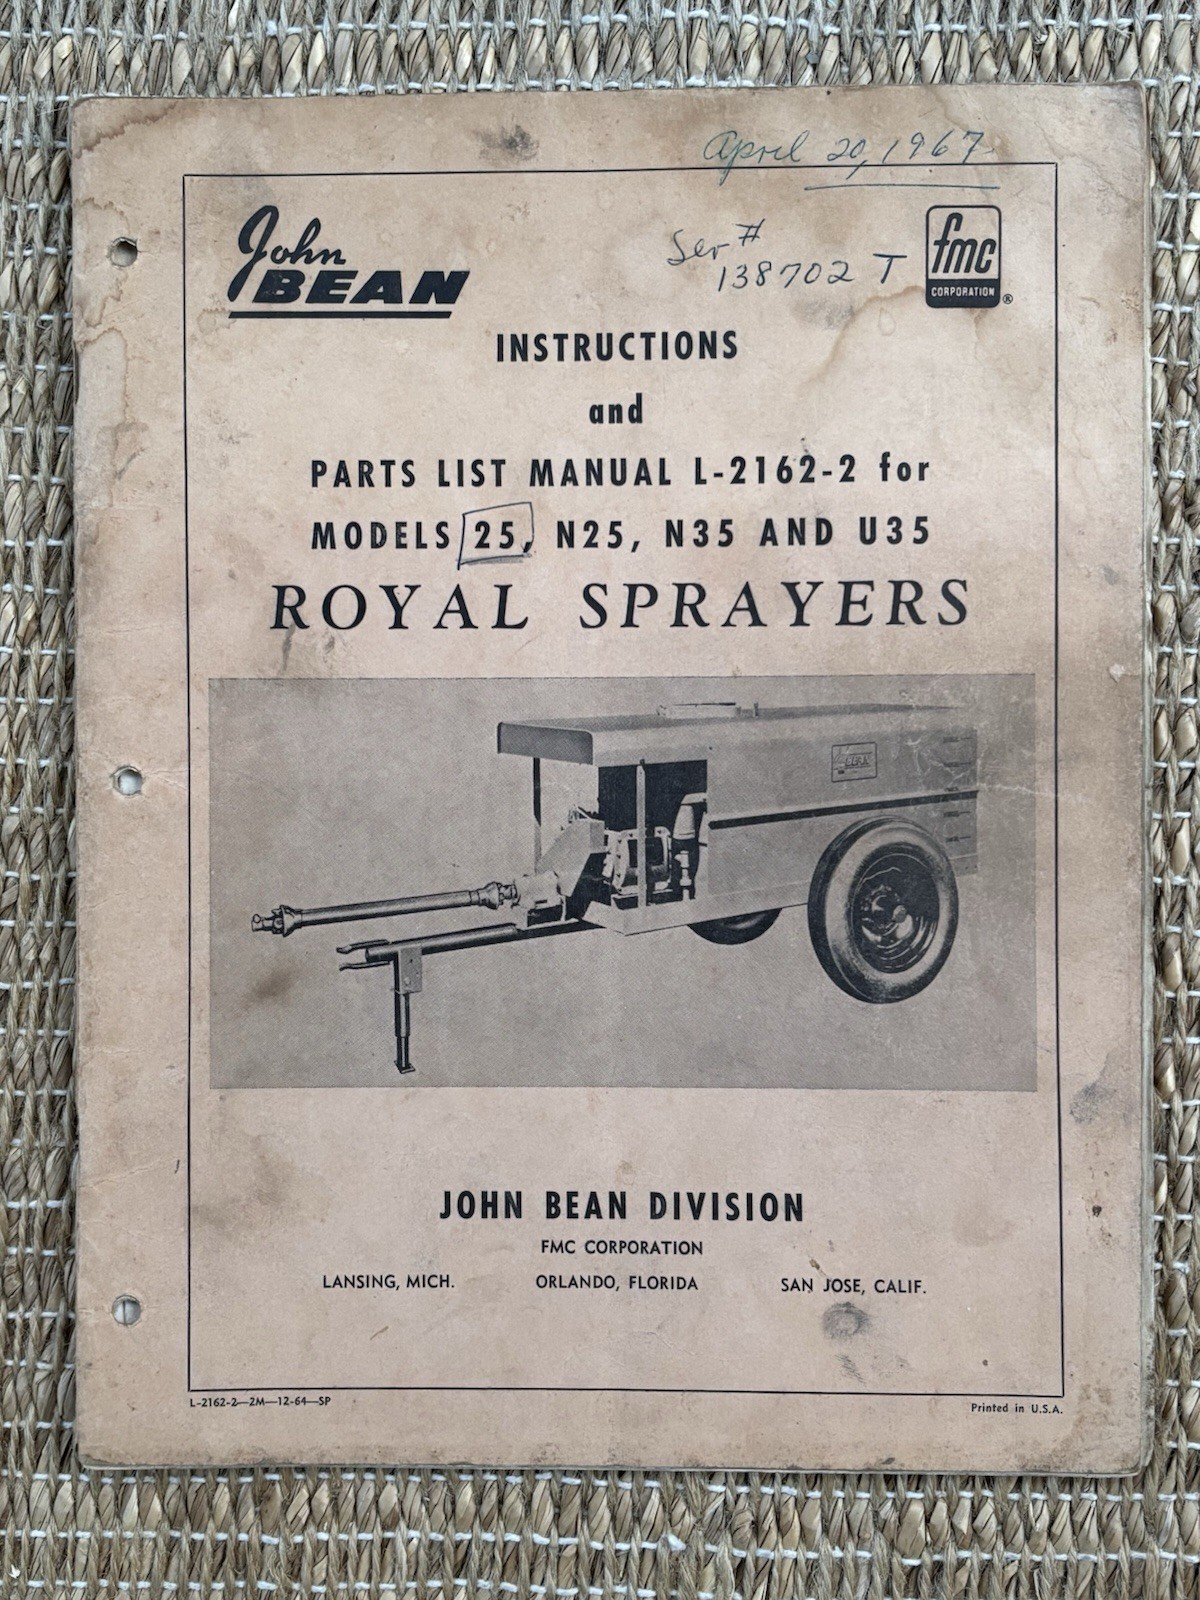 April 20, 1967
John
BEAN
Ser #
138702 T
fmc
CORPORATION
®
INSTRUCTIONS
and
PARTS LIST MANUAL L-2162-2 for
MODELS 25, N25, N35 AND U35
ROYAL SPRAYERS
BEAN
JOHN BEAN DIVISION
FMC CORPORATION
LANSING, MICH. ORLANDO, FLORIDA SAN JOSE, CALIF.
L-2162-2—2M—12-64—SP
Printed in U.S.A.